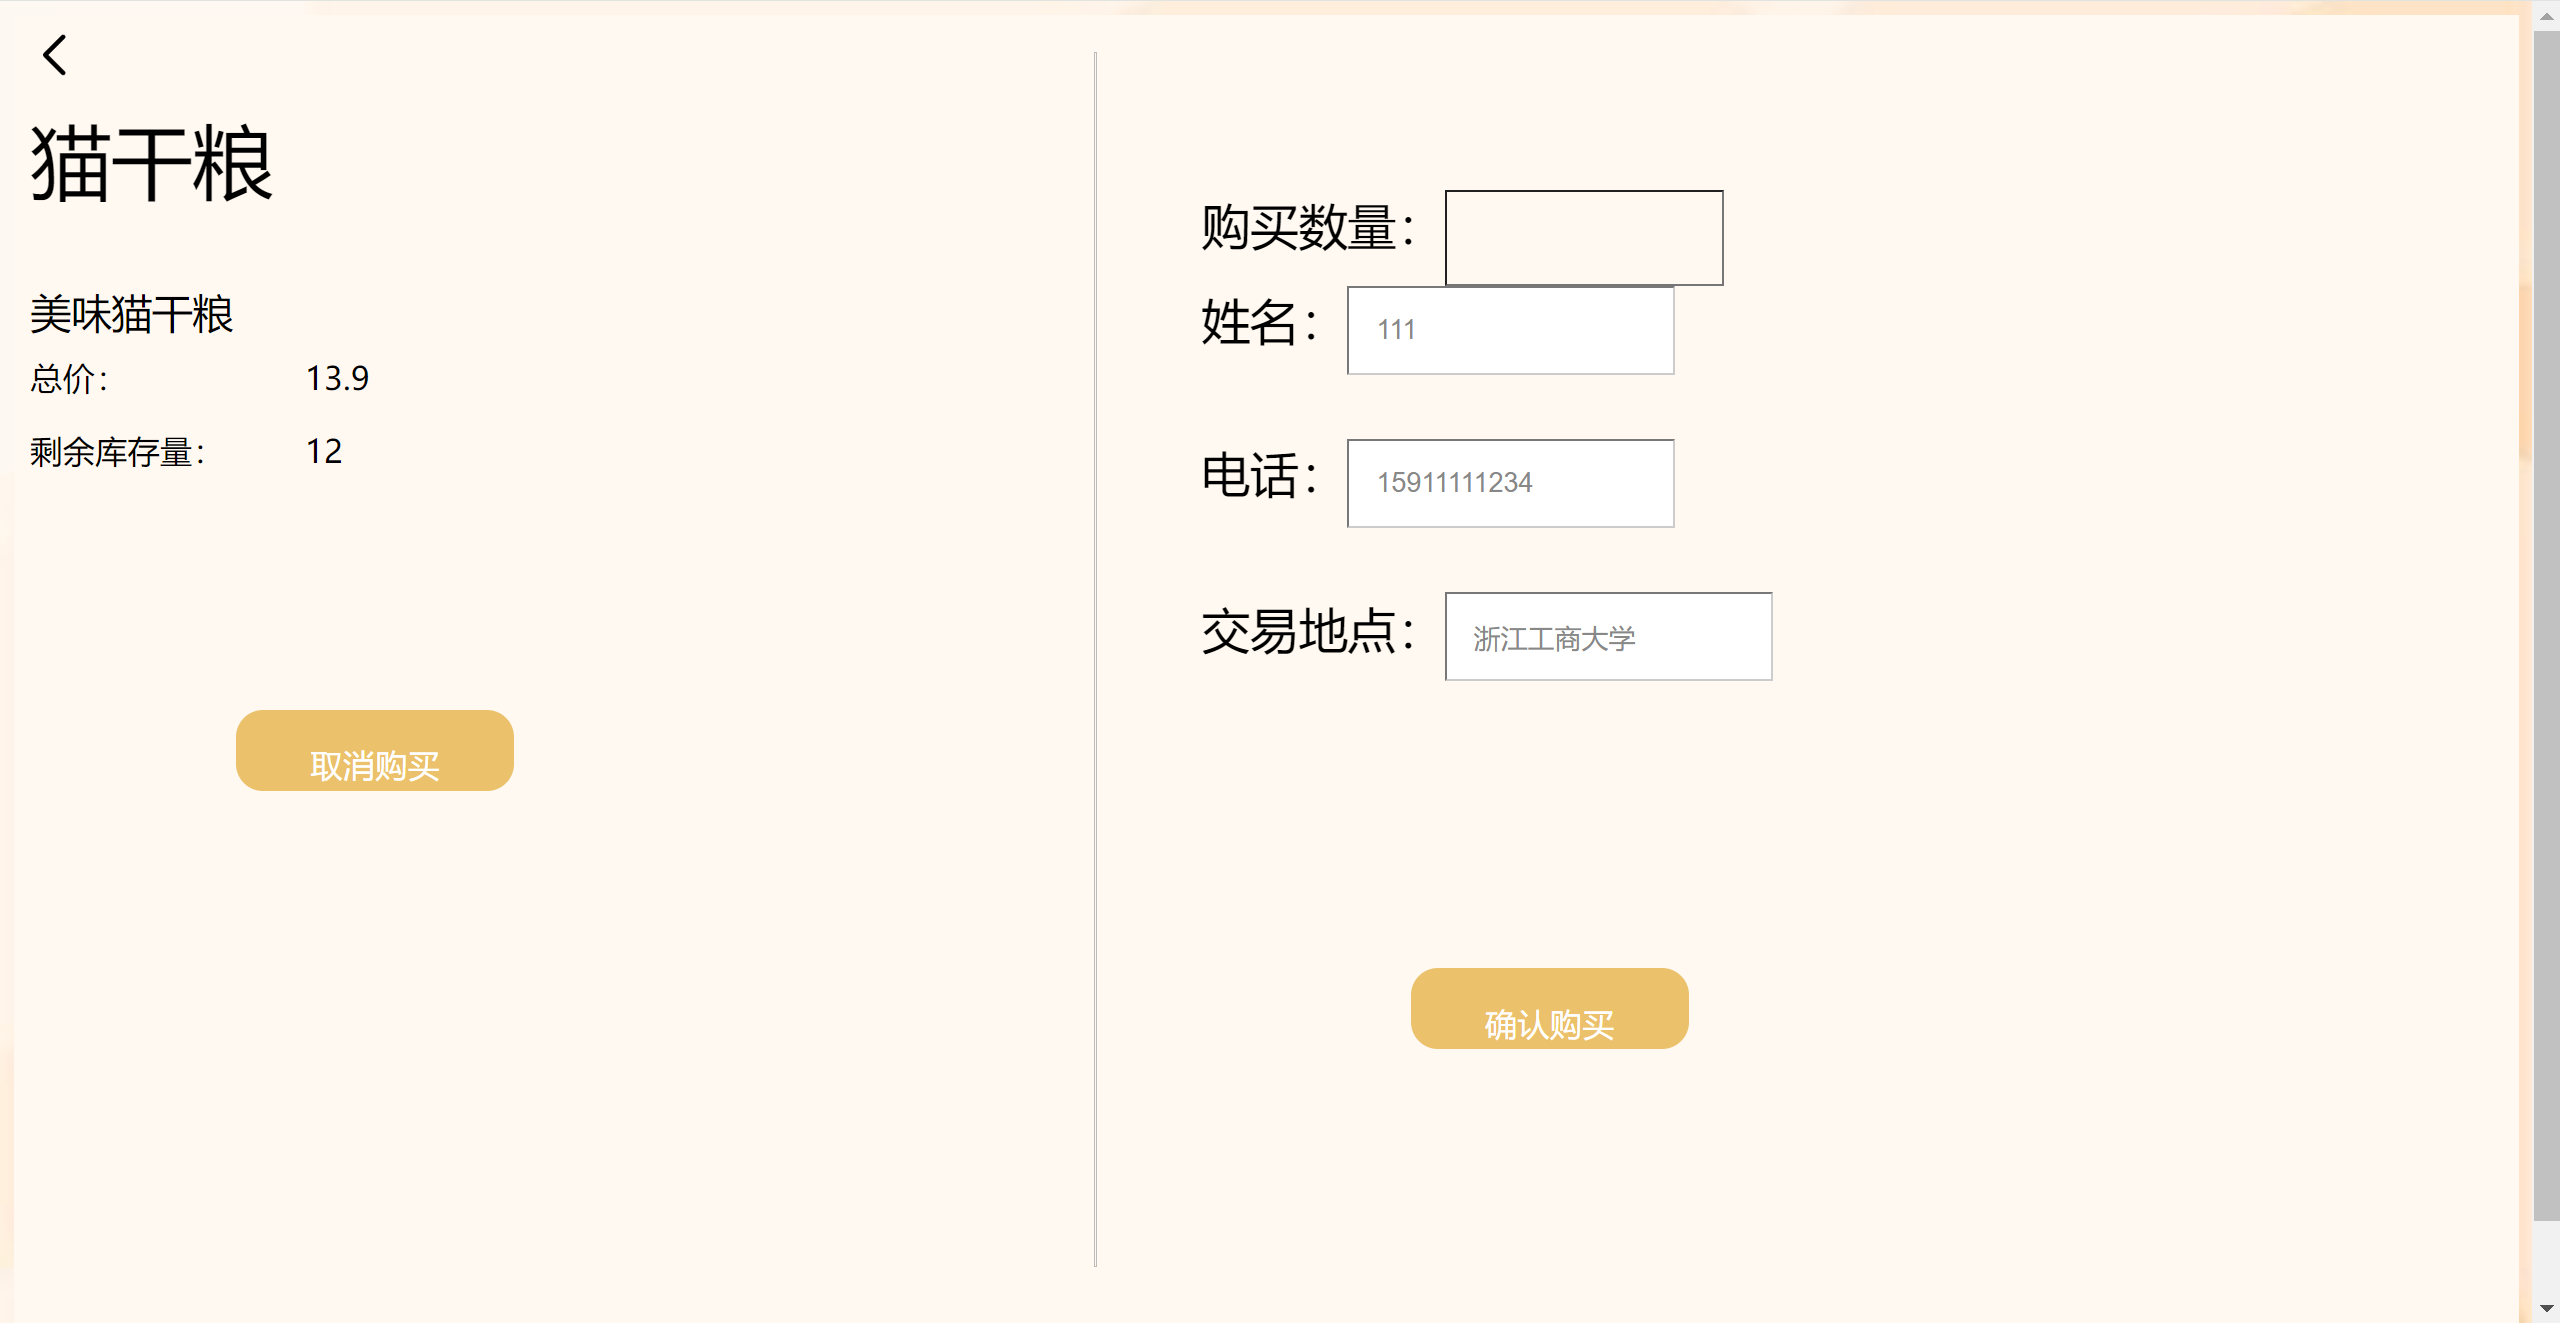 猫干粮
美味猫干粮
总价： 13.9
剩余库存量： 12
取消购买
购买数量：
姓名： 111
电话： 15911111234
交易地点： 浙江工商大学
确认购买